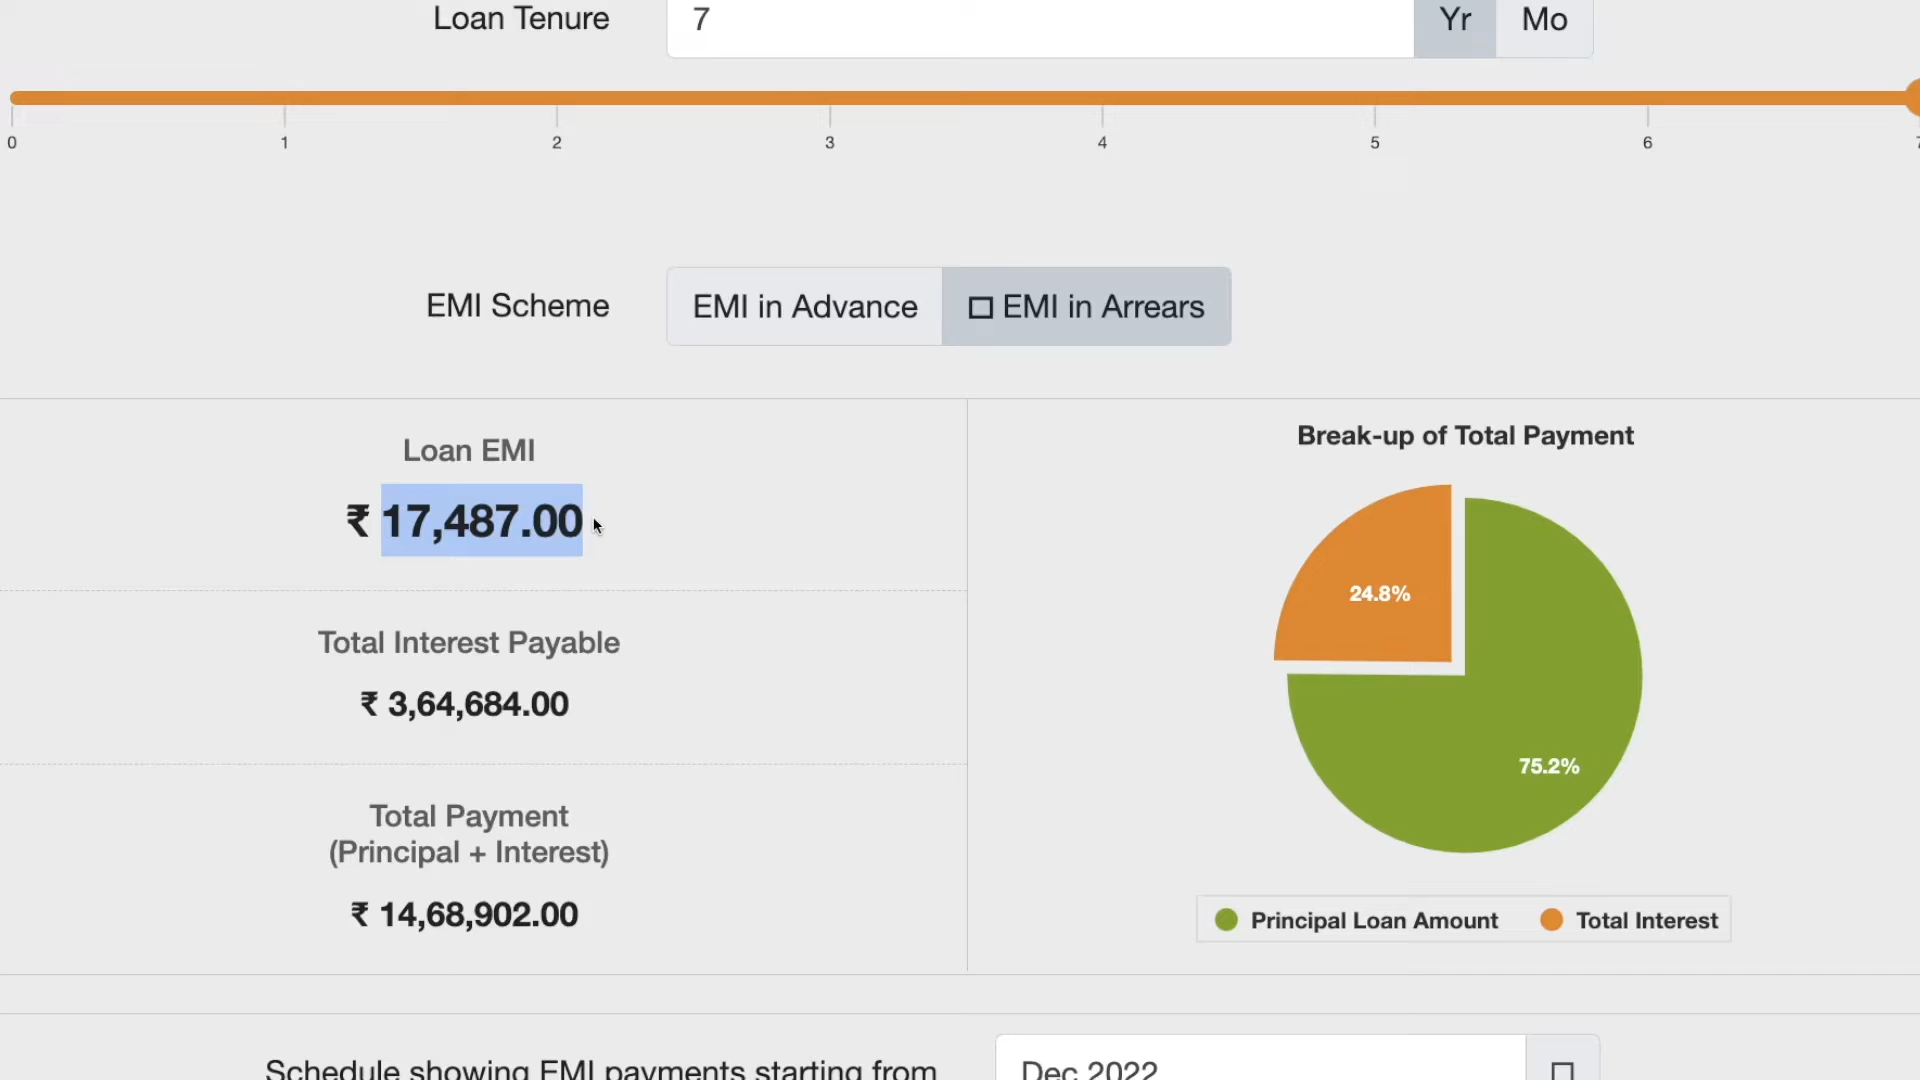 Loan Tenure
7
Yr
Mo
0 1 2 3 4 5 6 7
EMI Scheme
EMI in Advance
EMI in Arrears
Loan EMI
₹ 17,487.00
Total Interest Payable
₹ 3,64,684.00
Total Payment
(Principal + Interest)
₹ 14,68,902.00
Break-up of Total Payment
24.8%
75.2%
Principal Loan Amount
Total Interest
Schedule showing EMI payments starting from
Dec 2022